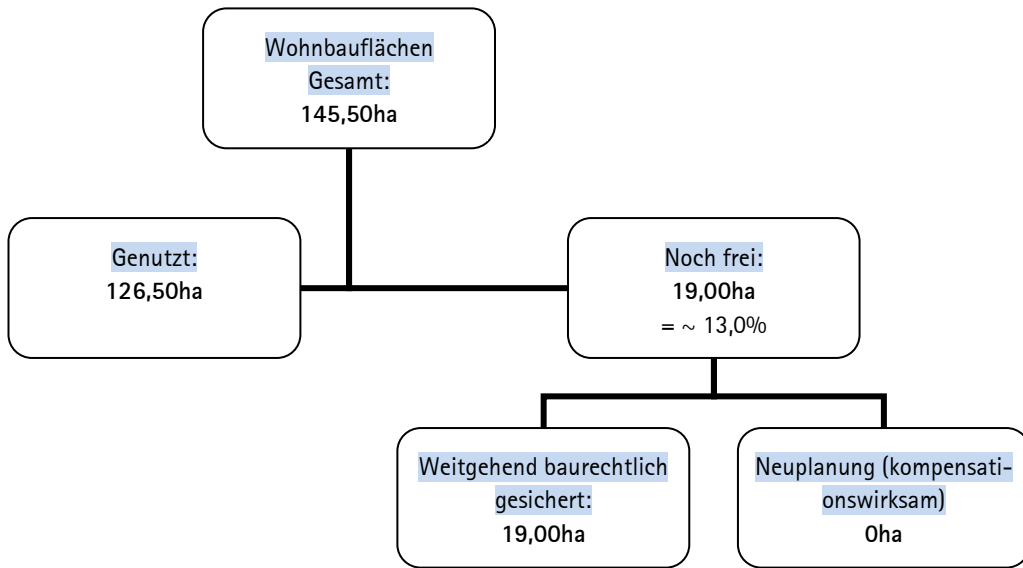 Wohnbauflächen
Gesamt:
145,50ha
Genutzt:
126,50ha
Noch frei:
19,00ha
= ~ 13,0%
Weitgehend baurechtlich
gesichert:
19,00ha
Neuplanung (kompensati-
onswirksam)
0ha